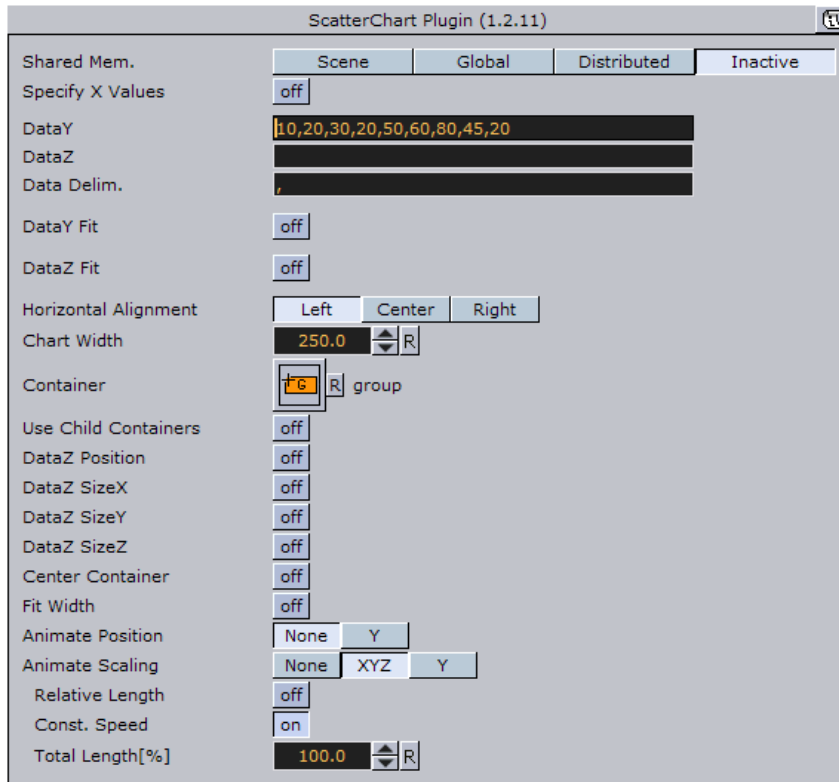 ScatterChart Plugin (1.2.11)
Shared Mem. Scene Global Distributed Inactive
Specify X Values off
DataY 10,20,30,20,50,60,80,45,20
DataZ
Data Delim. ,
DataY Fit off
DataZ Fit off
Horizontal Alignment Left Center Right
Chart Width 250.0 R
Container G R group
Use Child Containers off
DataZ Position off
DataZ SizeX off
DataZ SizeY off
DataZ SizeZ off
Center Container off
Fit Width off
Animate Position None Y
Animate Scaling None XYZ Y
Relative Length off
Const. Speed on
Total Length[%] 100.0 R